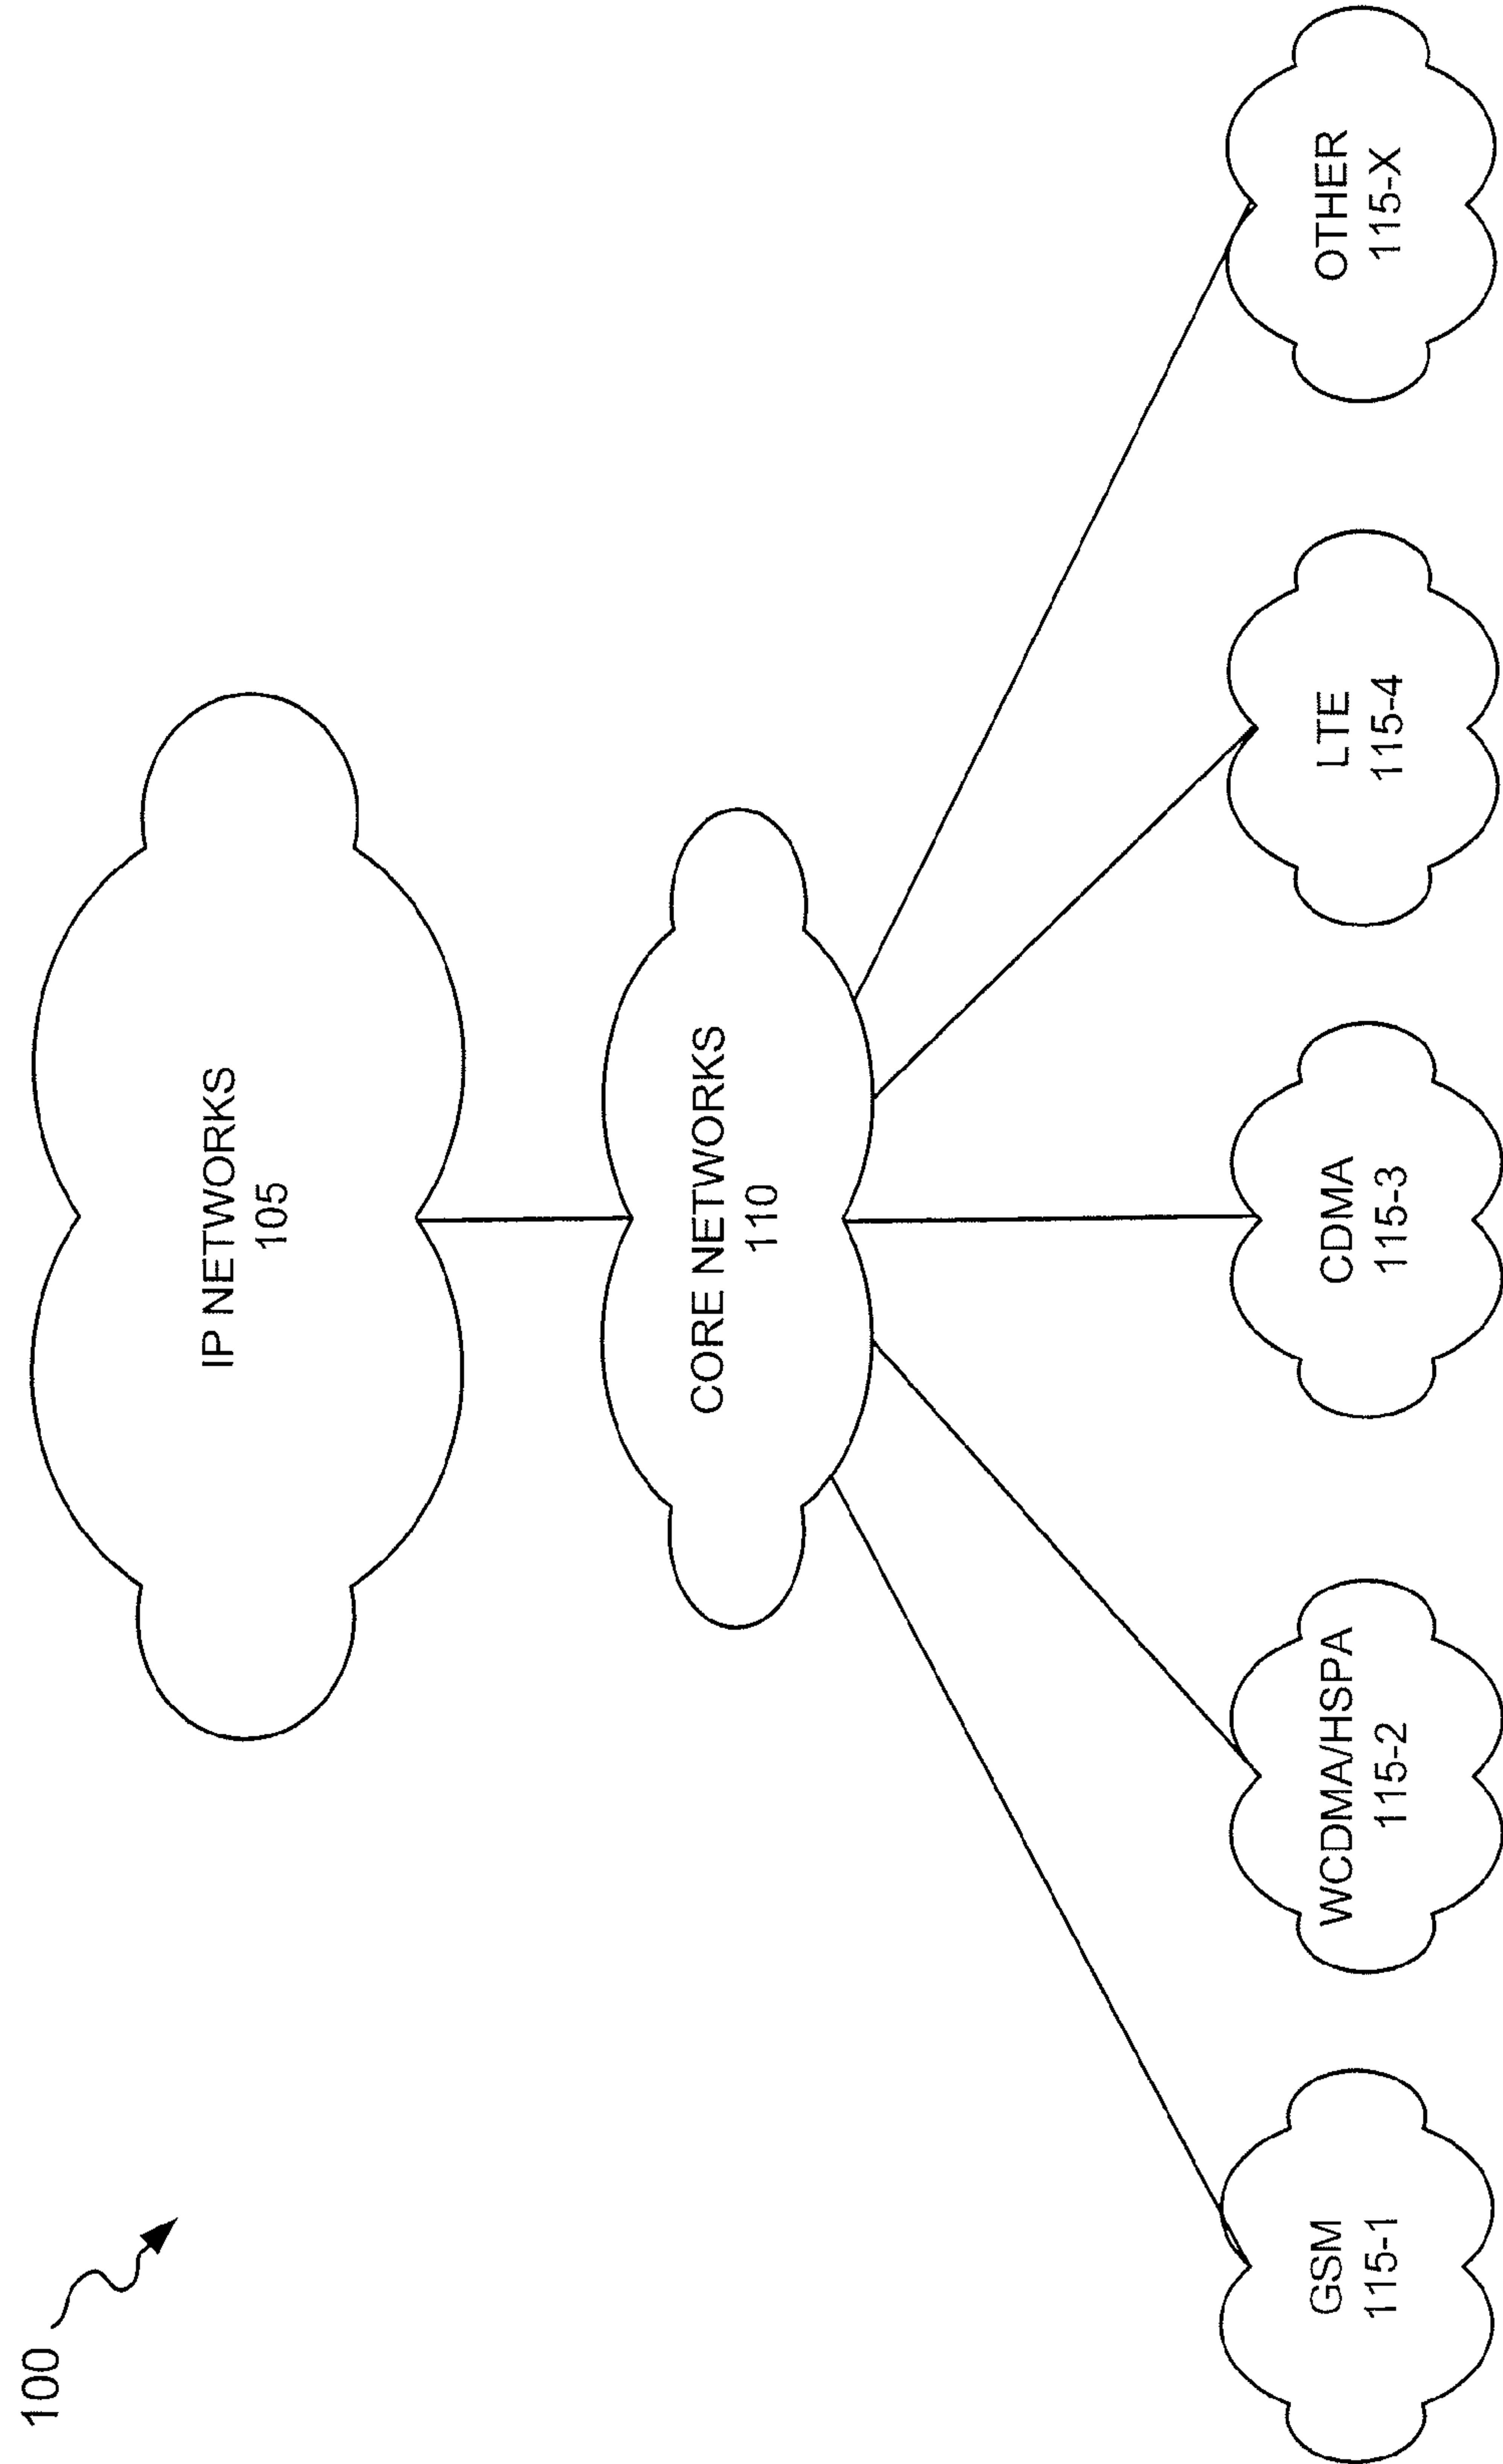 100
IP NETWORKS
105
CORE NETWORKS
110
GSM
115-1
WCDMA/HSPA
115-2
CDMA
115-3
LTE
115-4
OTHER
115-X